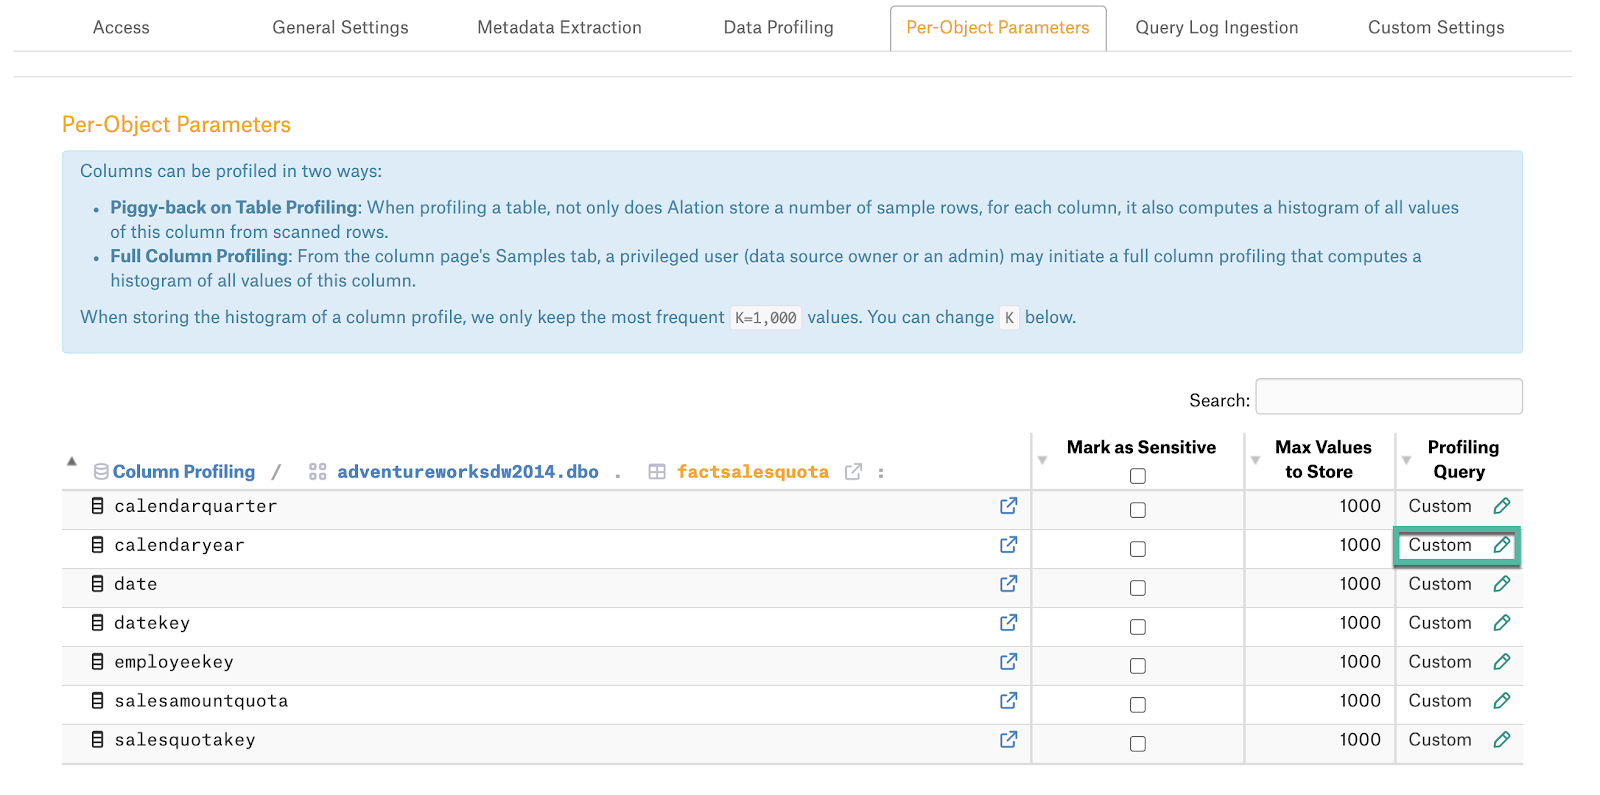 Access General Settings Metadata Extraction Data Profiling Per-Object Parameters Query Log Ingestion Custom Settings
Per-Object Parameters
Columns can be profiled in two ways:
• Piggy-back on Table Profiling: When profiling a table, not only does Alation store a number of sample rows, for each column, it also computes a histogram of all values
of this column from scanned rows.
• Full Column Profiling: From the column page's Samples tab, a privileged user (data source owner or an admin) may initiate a full column profiling that computes a
histogram of all values of this column.
When storing the histogram of a column profile, we only keep the most frequent K=1,000 values. You can change K below.
Search:
Column Profiling / adventureworksdw2014.dbo . factsalesquota :
Mark as Sensitive
Max Values
to Store
Profiling
Query
calendarquarter 1000 Custom
calendaryear 1000 Custom
date 1000 Custom
datekey 1000 Custom
employeekey 1000 Custom
salesamountquota 1000 Custom
salesquotakey 1000 Custom